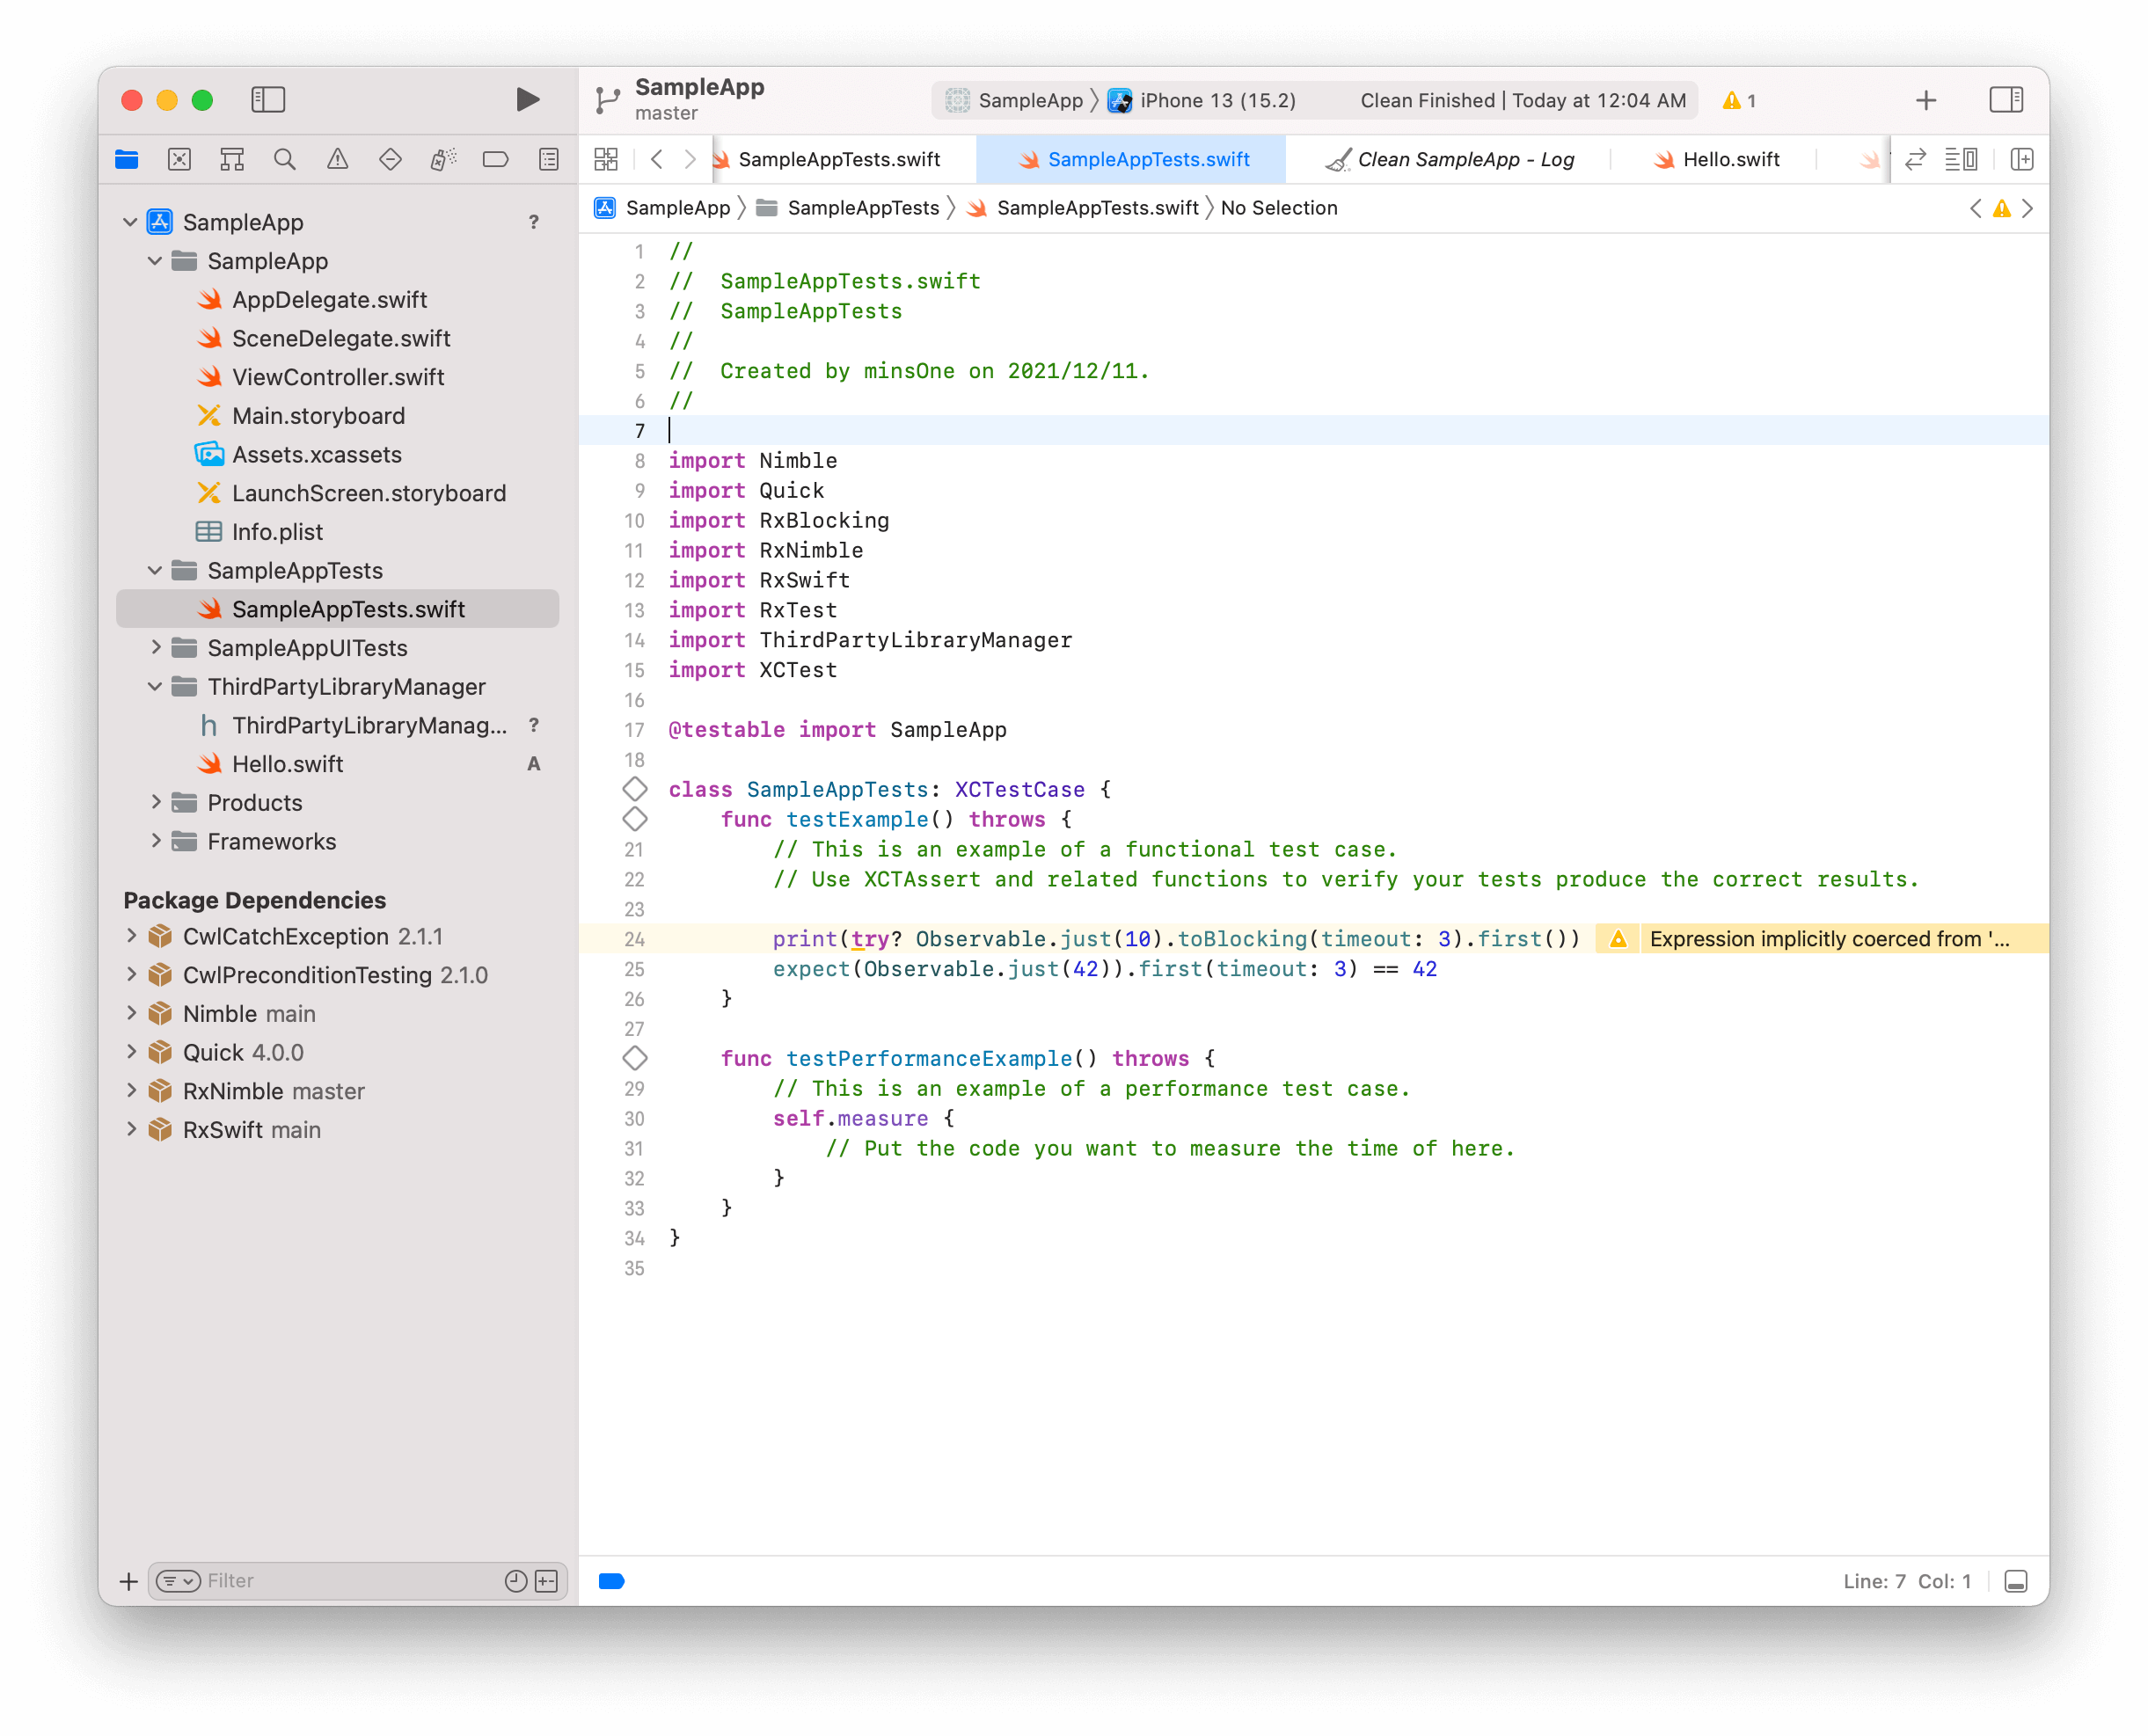 SampleApp
master
SampleApp
iPhone 13 (15.2)
Clean Finished | Today at 12:04 AM
1
SampleAppTests.swift
SampleAppTests.swift
Clean SampleApp - Log
Hello.swift
SampleApp
SampleAppTests
SampleAppTests.swift
No Selection
SampleApp ?
SampleApp
AppDelegate.swift
SceneDelegate.swift
ViewController.swift
Main.storyboard
Assets.xcassets
LaunchScreen.storyboard
Info.plist
SampleAppTests
SampleAppTests.swift
SampleAppUITests
ThirdPartyLibraryManager
h ThirdPartyLibraryManag... ?
Hello.swift A
Products
Frameworks
Package Dependencies
CwlCatchException 2.1.1
CwlPreconditionTesting 2.1.0
Nimble main
Quick 4.0.0
RxNimble master
RxSwift main
Filter
1 //
2 //  SampleAppTests.swift
3 //  SampleAppTests
4 //
5 //  Created by minsOne on 2021/12/11.
6 //
7
8 import Nimble
9 import Quick
10 import RxBlocking
11 import RxNimble
12 import RxSwift
13 import RxTest
14 import ThirdPartyLibraryManager
15 import XCTest
16
17 @testable import SampleApp
18
class SampleAppTests: XCTestCase {
    func testExample() throws {
21         // This is an example of a functional test case.
22         // Use XCTAssert and related functions to verify your tests produce the correct results.
23
24         print(try? Observable.just(10).toBlocking(timeout: 3).first()) Expression implicitly coerced from '...
25         expect(Observable.just(42)).first(timeout: 3) == 42
26     }
27
    func testPerformanceExample() throws {
29         // This is an example of a performance test case.
30         self.measure {
31             // Put the code you want to measure the time of here.
32         }
33     }
34 }
35
Line: 7 Col: 1